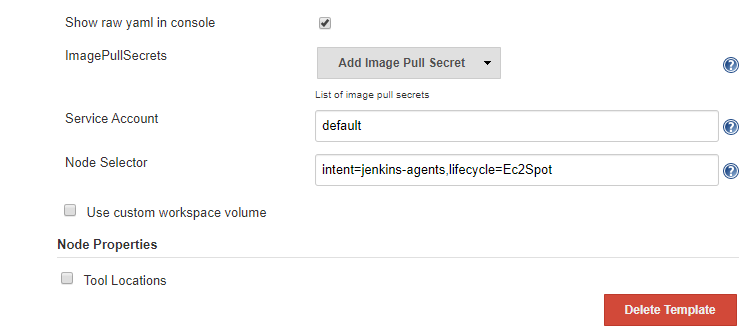 Show raw yaml in console
ImagePullSecrets
Add Image Pull Secret
List of image pull secrets
Service Account
default
Node Selector
intent=jenkins-agents,lifecycle=Ec2Spot
Use custom workspace volume
Node Properties
Tool Locations
Delete Template